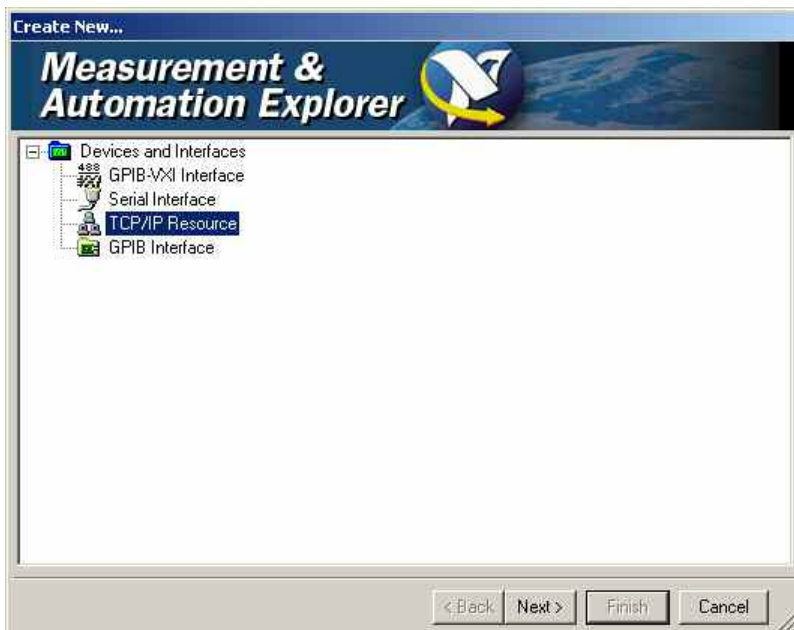 Create New...
Measurement &
Automation Explorer
Devices and Interfaces
GPIB-VXI Interface
Serial Interface
TCP/IP Resource
GPIB Interface
< Back
Next >
Finish
Cancel